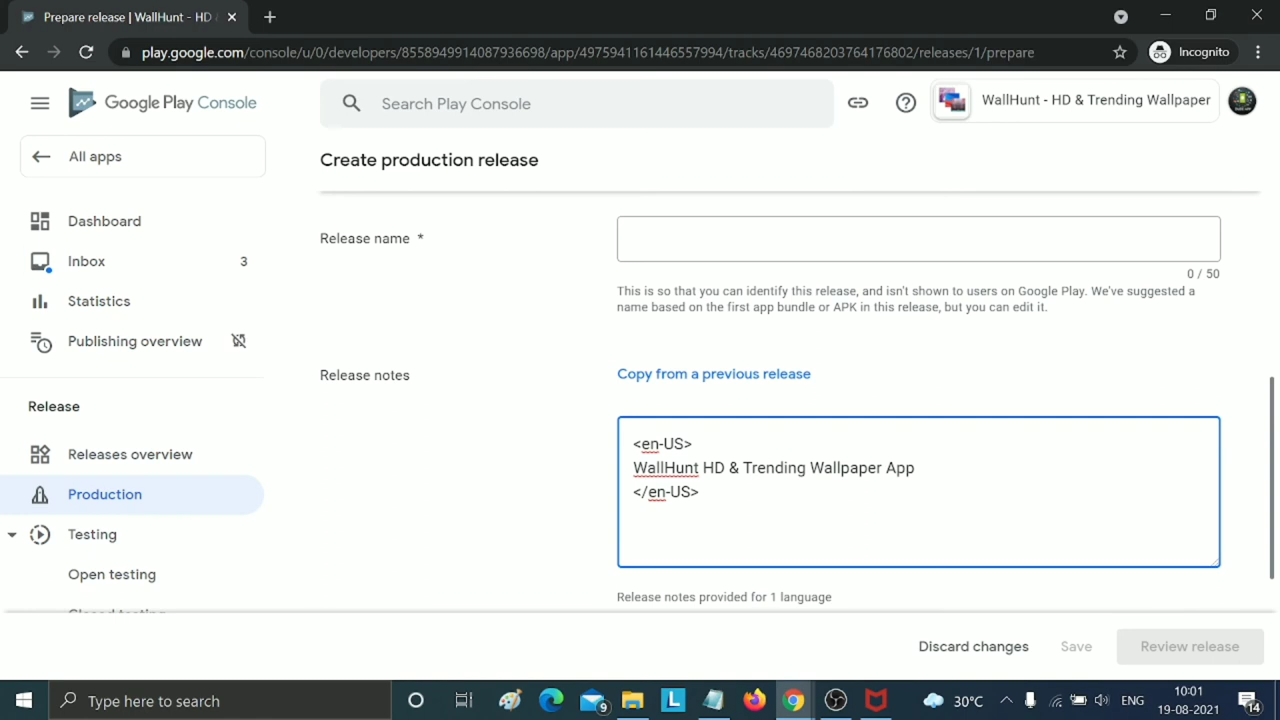 Prepare release | WallHunt - HD &
play.google.com/console/u/0/developers/8558949914087936698/app/4975941161446557994/tracks/4697468203764176802/releases/1/prepare
Incognito
Google Play Console
Search Play Console
WallHunt - HD & Trending Wallpaper
All apps
Create production release
Dashboard
Inbox 3
Statistics
Publishing overview
Release
Releases overview
Production
Testing
Open testing
Closed testing
Release name *
0 / 50
This is so that you can identify this release, and isn't shown to users on Google Play. We've suggested a
name based on the first app bundle or APK in this release, but you can edit it.
Release notes
Copy from a previous release
<en-US>
WallHunt HD & Trending Wallpaper App
</en-US>
Release notes provided for 1 language
Discard changes
Save
Review release
Type here to search
9
L
30°C
ENG
10:01
19-08-2021
14